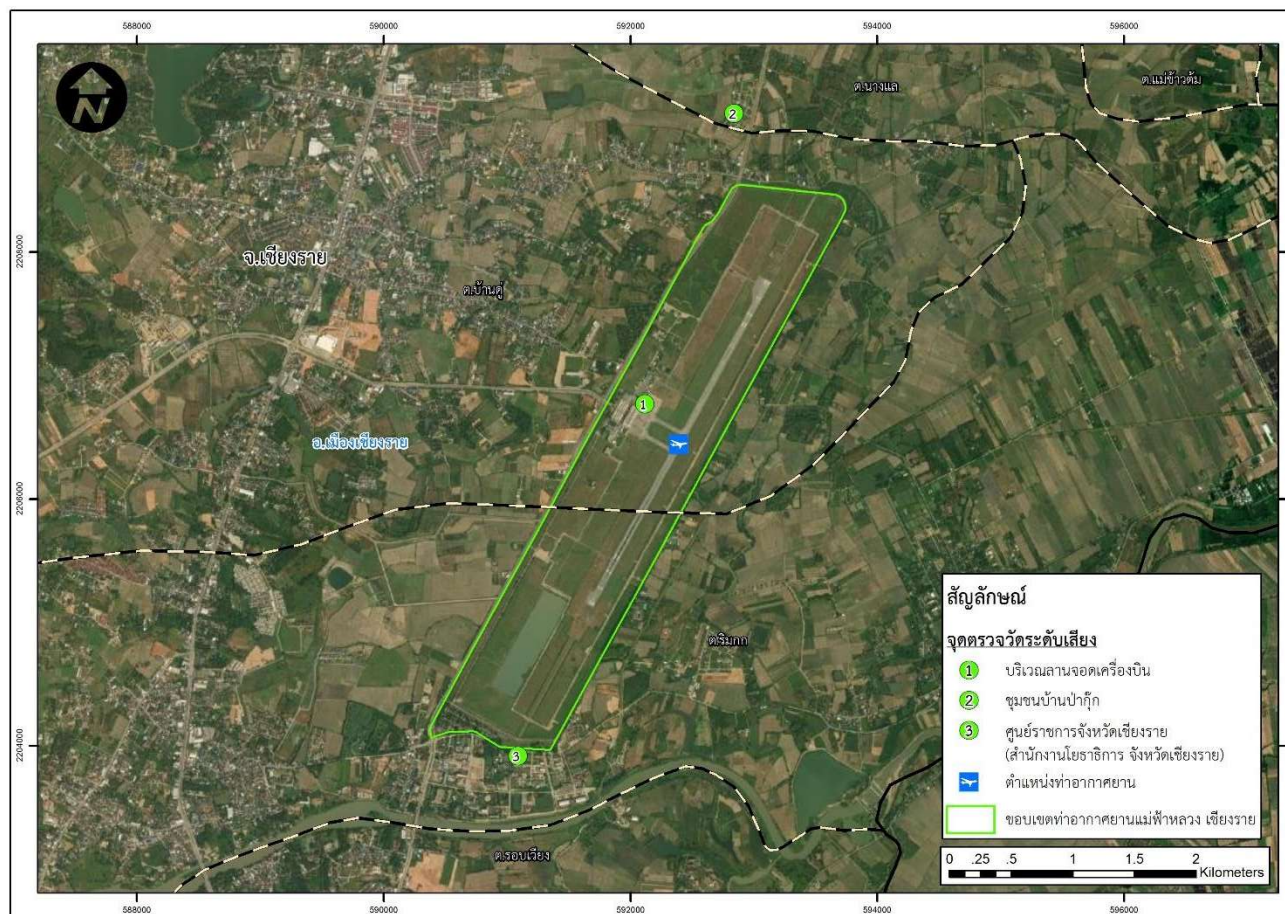 588000
590000
592000
594000
596000
N
2
ต.นางแล
ต.แม่ข้าวต้ม
2208000
2208000
จ.เชียงราย
ต.บ้านดู่
1
อ.เมืองเชียงราย
2206000
2206000
ต.ริมกก
2204000
2204000
3
ต.รอบเวียง
สัญลักษณ์
จุดตรวจวัดระดับเสียง
1 บริเวณลานจอดเครื่องบิน
2 ชุมชนบ้านป่ากุ๊ก
3 ศูนย์ราชการจังหวัดเชียงราย
(สำนักงานโยธาธิการ จังหวัดเชียงราย)
ตำแหน่งท่าอากาศยาน
ขอบเขตท่าอากาศยานแม่ฟ้าหลวง เชียงราย
0 .25 .5 1 1.5 2
Kilometers
588000
590000
592000
594000
596000